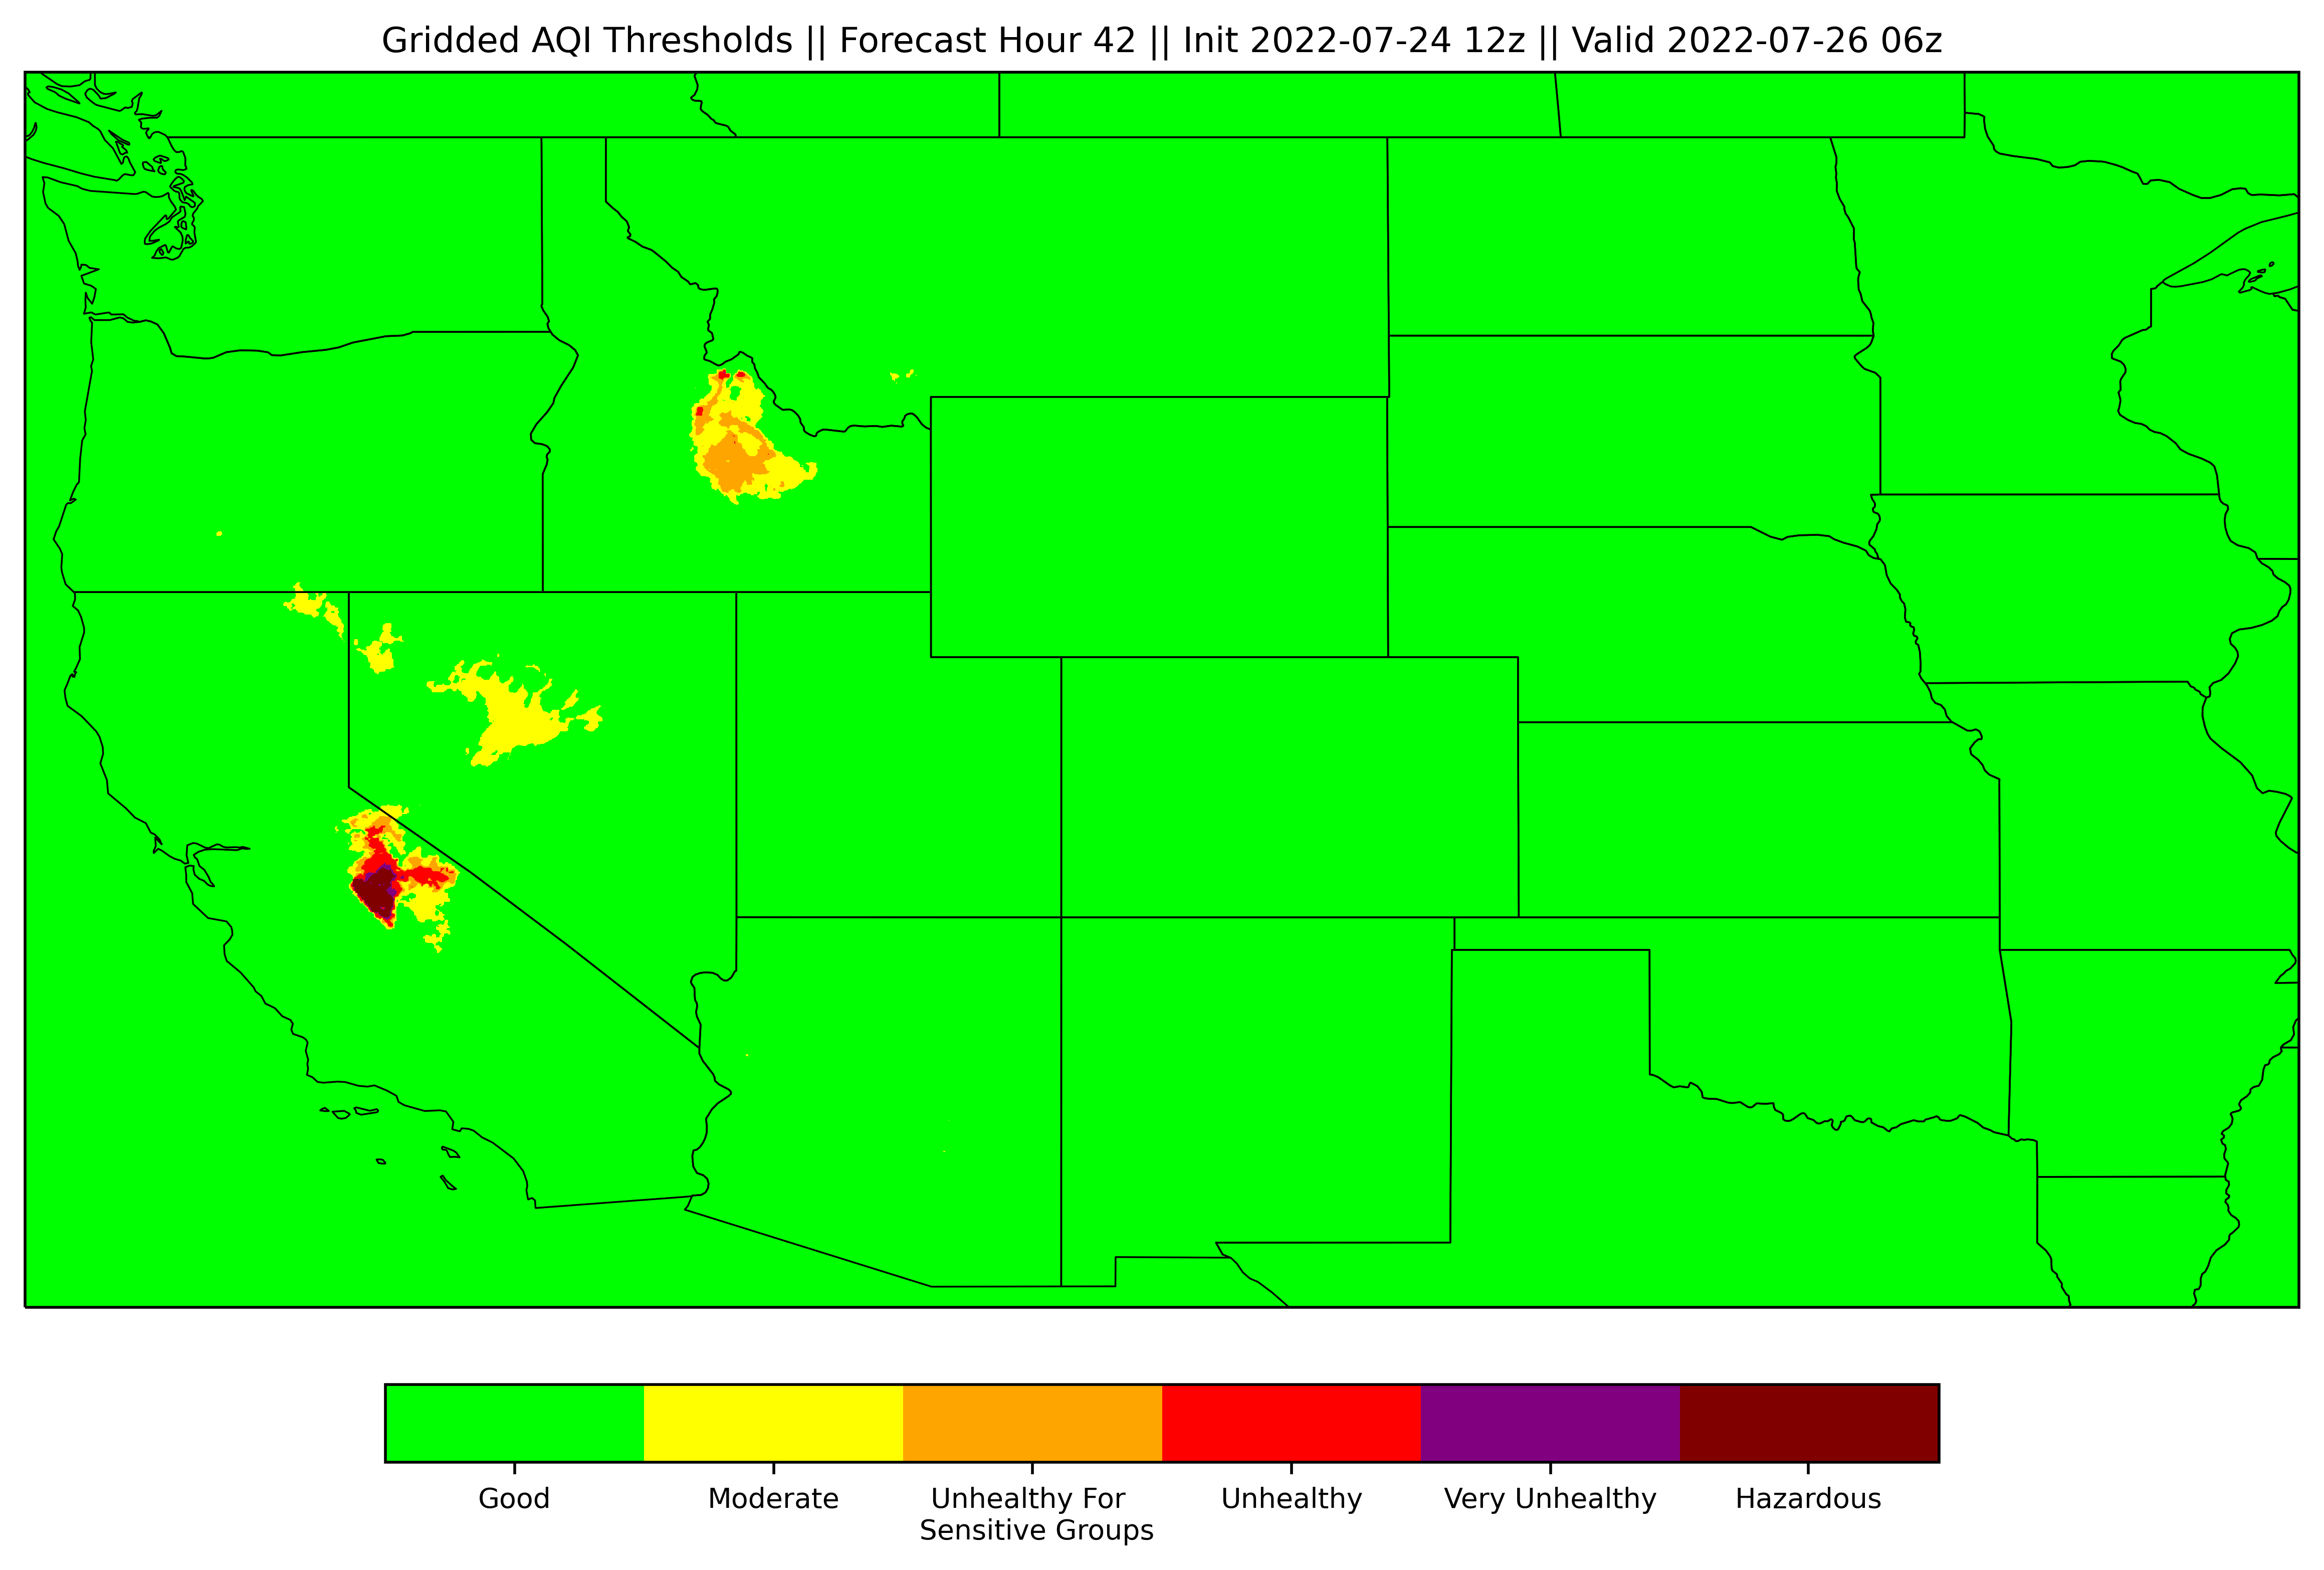 Gridded AQI Thresholds || Forecast Hour 42 || Init 2022-07-24 12z || Valid 2022-07-26 06z
Good
Moderate
Unhealthy For
Sensitive Groups
Unhealthy
Very Unhealthy
Hazardous